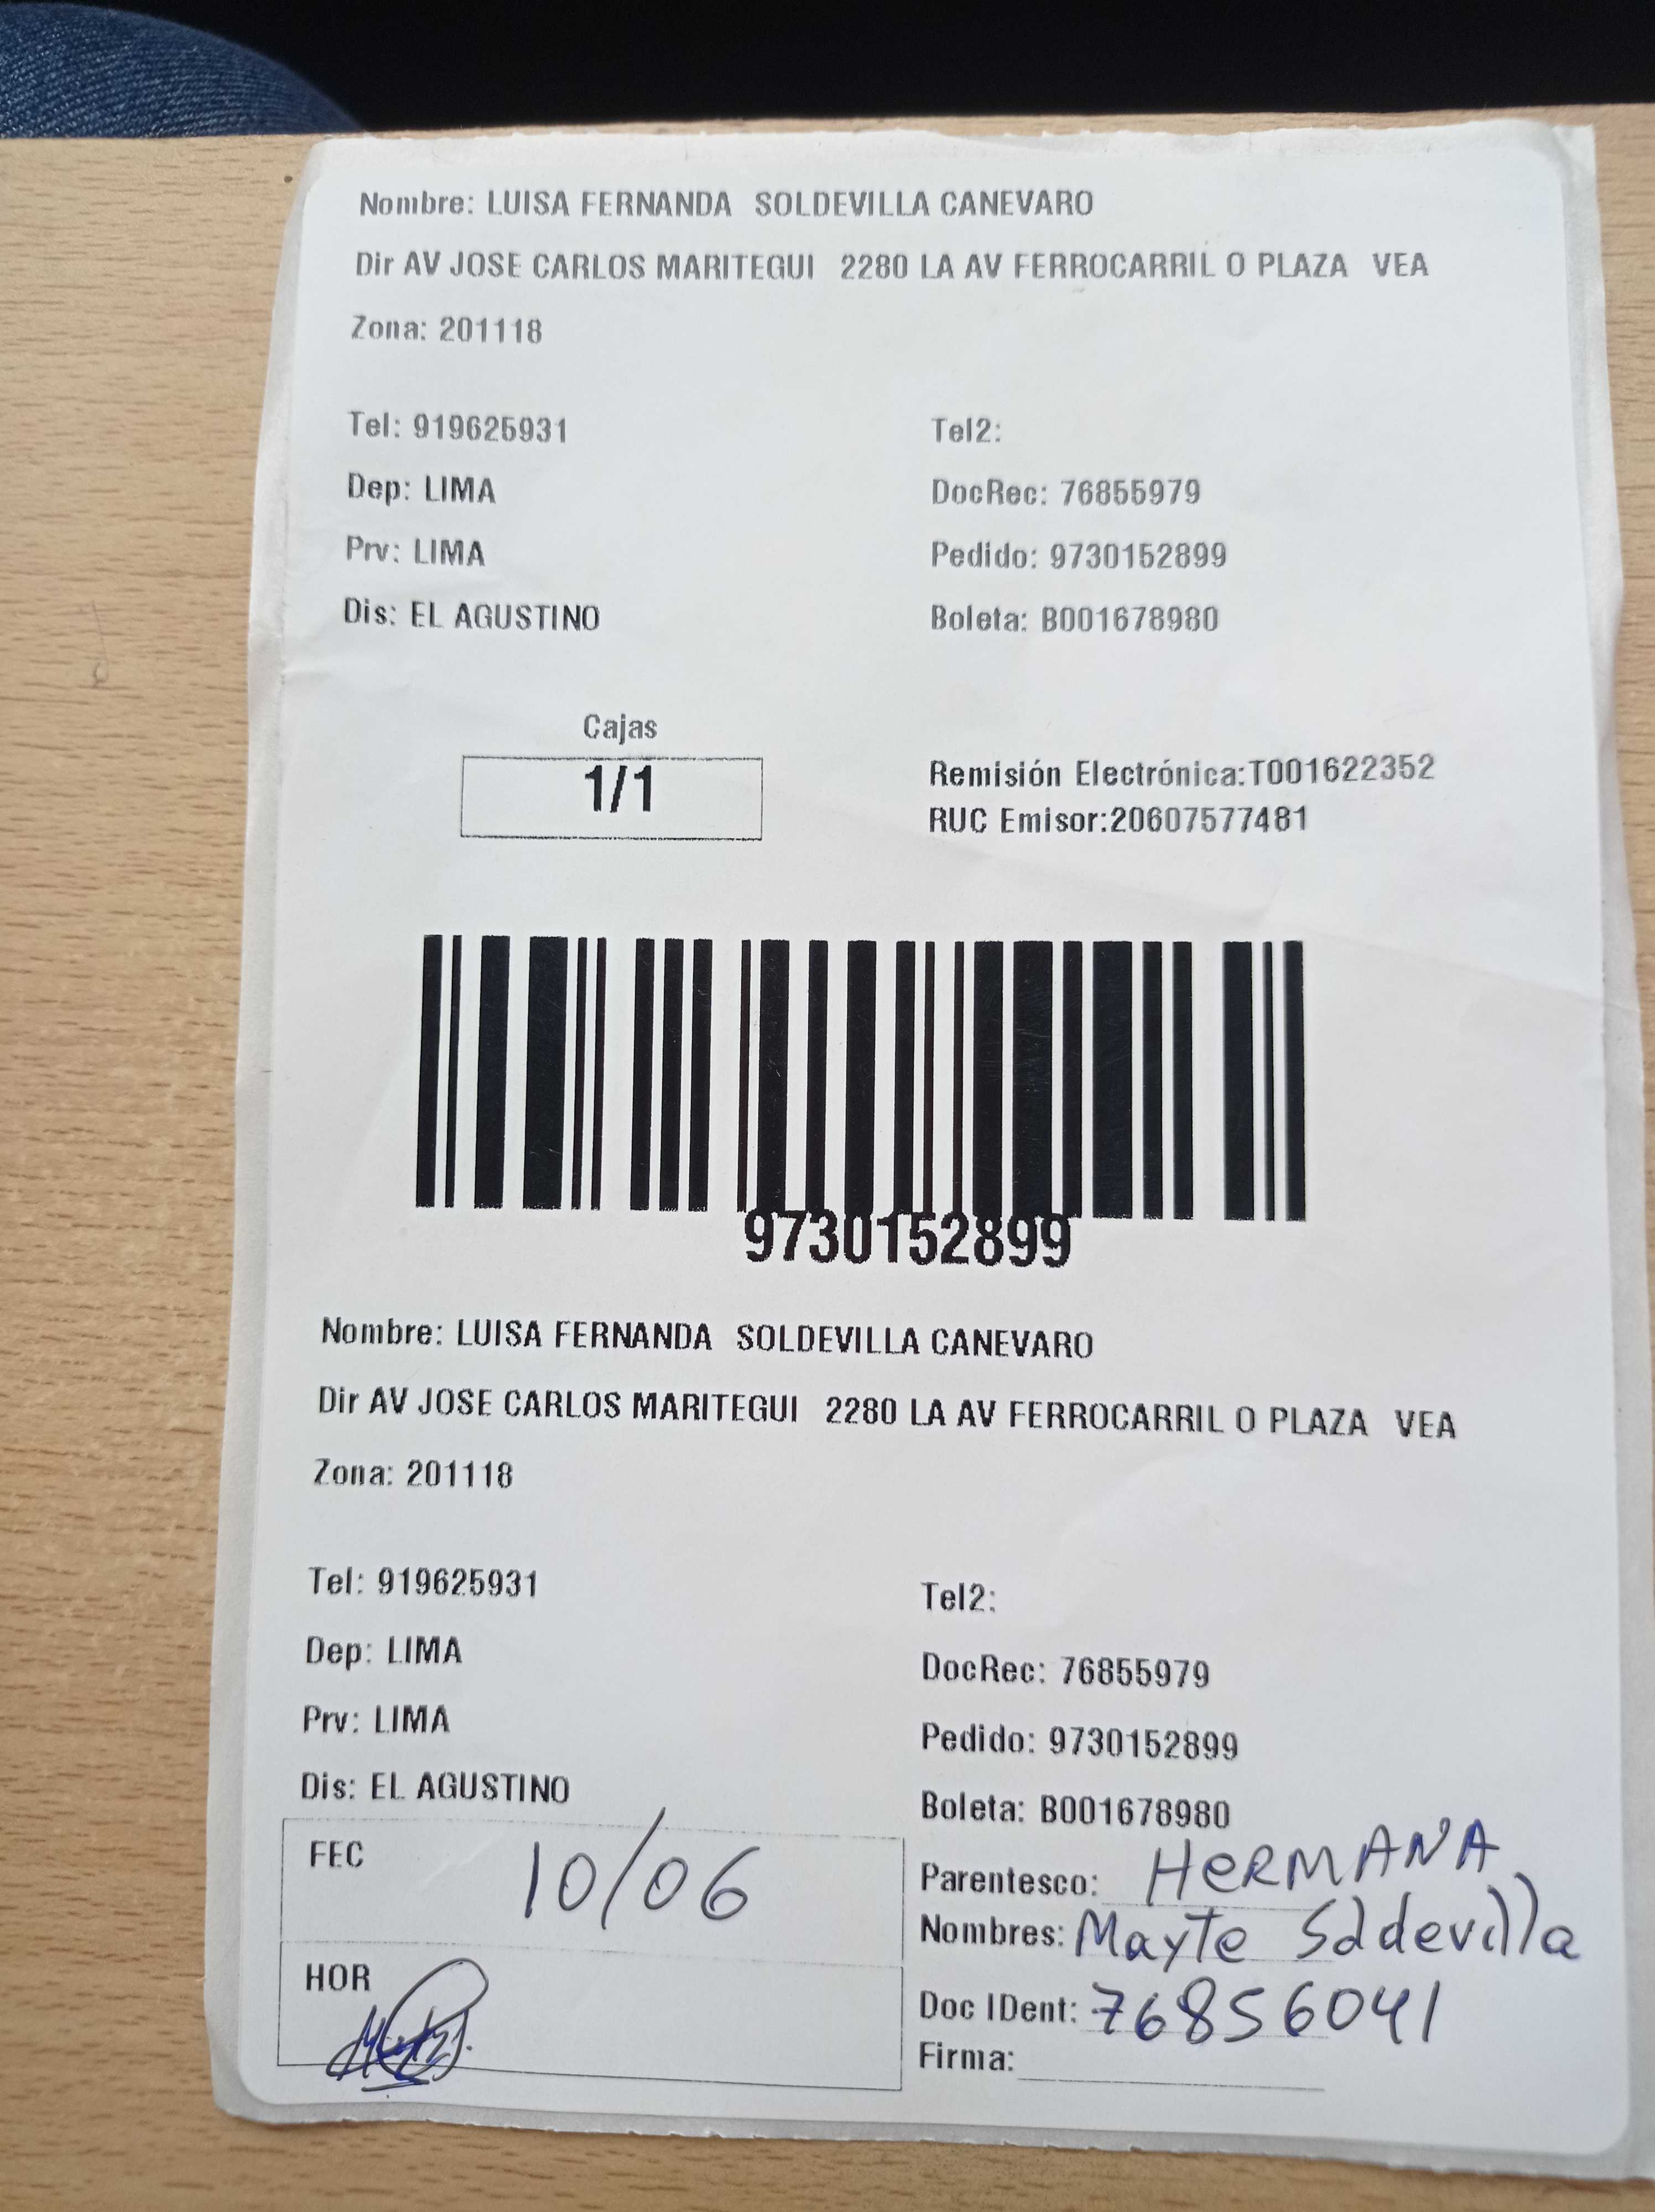 Nombre: LUISA FERNANDA SOLDEVILLA CANEVARO
Dir AV JOSE CARLOS MARITEGUI 2280 LA AV FERROCARRIL O PLAZA VEA
Zona: 201118
Tel: 919625931
Tel2:
Dep: LIMA
DocRec: 76855979
Prv: LIMA
Pedido: 9730152899
Dis: EL AGUSTINO
Boleta: B001678980
Cajas
1/1
Remisión Electrónica:T001622352
RUC Emisor:20607577481
9730152899
Nombre: LUISA FERNANDA SOLDEVILLA CANEVARO
Dir AV JOSE CARLOS MARITEGUI 2280 LA AV FERROCARRIL O PLAZA VEA
Zona: 201118
Tel: 919625931
Tel2:
Dep: LIMA
DocRec: 76855979
Prv: LIMA
Pedido: 9730152899
Dis: EL AGUSTINO
Boleta: B001678980
FEC 10/06
Parentesco: HERMANA
Nombres: Mayte Soldevilla
HOR
Doc IDent: 76856041
Firma: